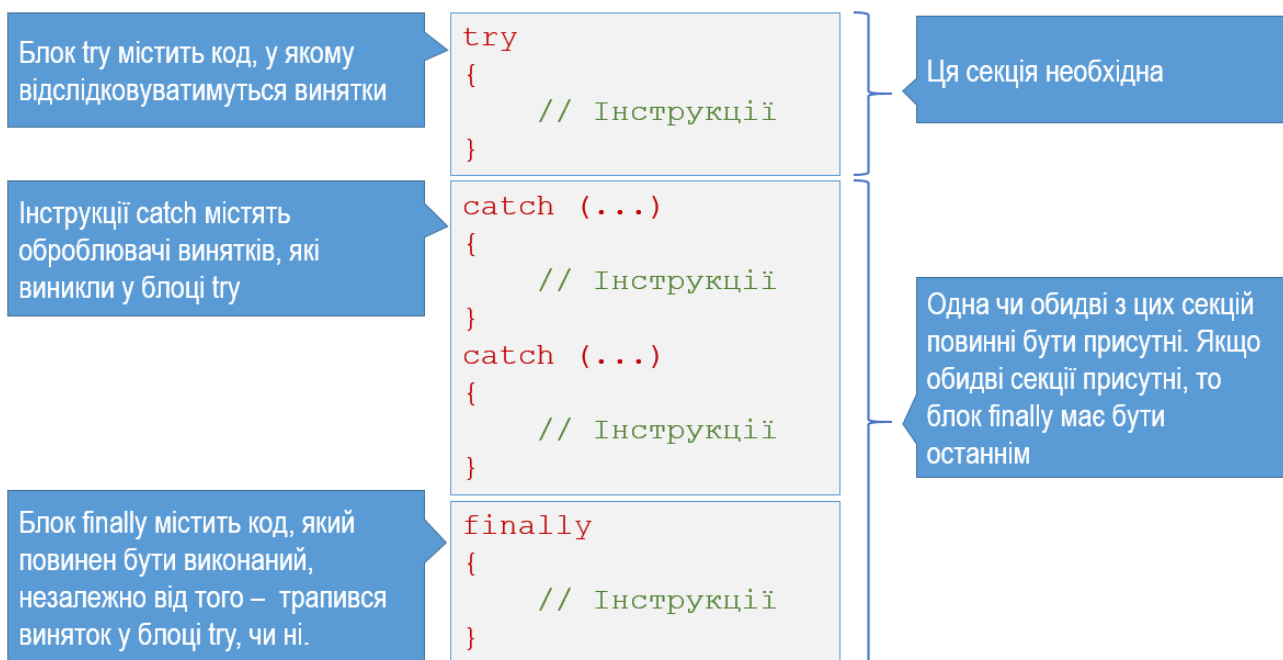 Блок try містить код, у якому
відслідковуватимуться винятки
try
{
// Інструкції
}
Ця секція необхідна
Інструкції catch містять
оброблювачі винятків, які
виникли у блоці try
catch (...)
{
// Інструкції
}
catch (...)
{
// Інструкції
}
Одна чи обидві з цих секцій
повинні бути присутні. Якщо
обидві секції присутні, то
блок finally має бути
останнім
Блок finally містить код, який
повинен бути виконаний,
незалежно від того – трапився
виняток у блоці try, чи ні.
finally
{
// Інструкції
}